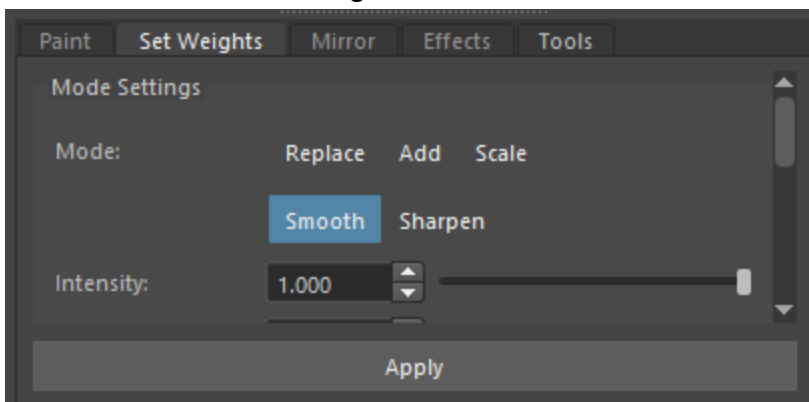 Paint Set Weights Mirror Effects Tools
Mode Settings
Mode: Replace Add Scale
Smooth Sharpen
Intensity: 1.000
Apply